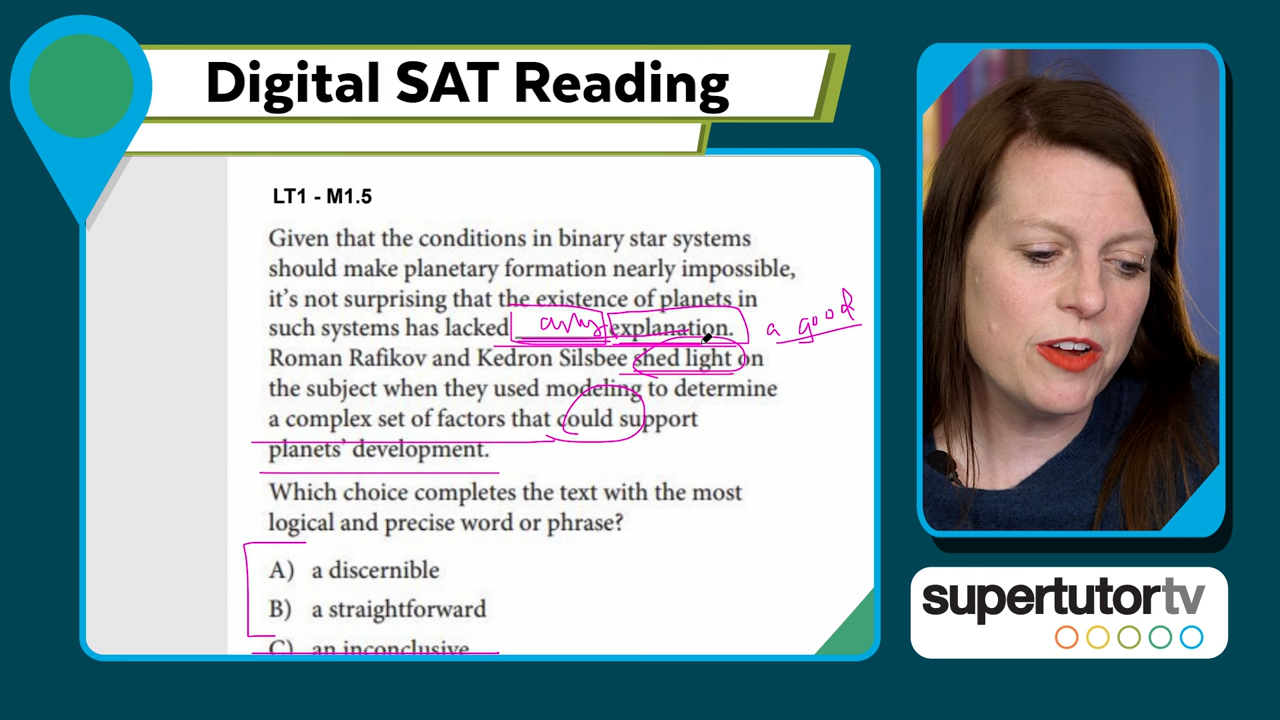 Digital SAT Reading
LT1 - M1.5
Given that the conditions in binary star systems
should make planetary formation nearly impossible,
it's not surprising that the existence of planets in
such systems has lacked any explanation.
a good
Roman Rafikov and Kedron Silsbee shed light on
the subject when they used modeling to determine
a complex set of factors that could support
planets' development.
Which choice completes the text with the most
logical and precise word or phrase?
A) a discernible
B) a straightforward
C) an inconclusive
supertutortv